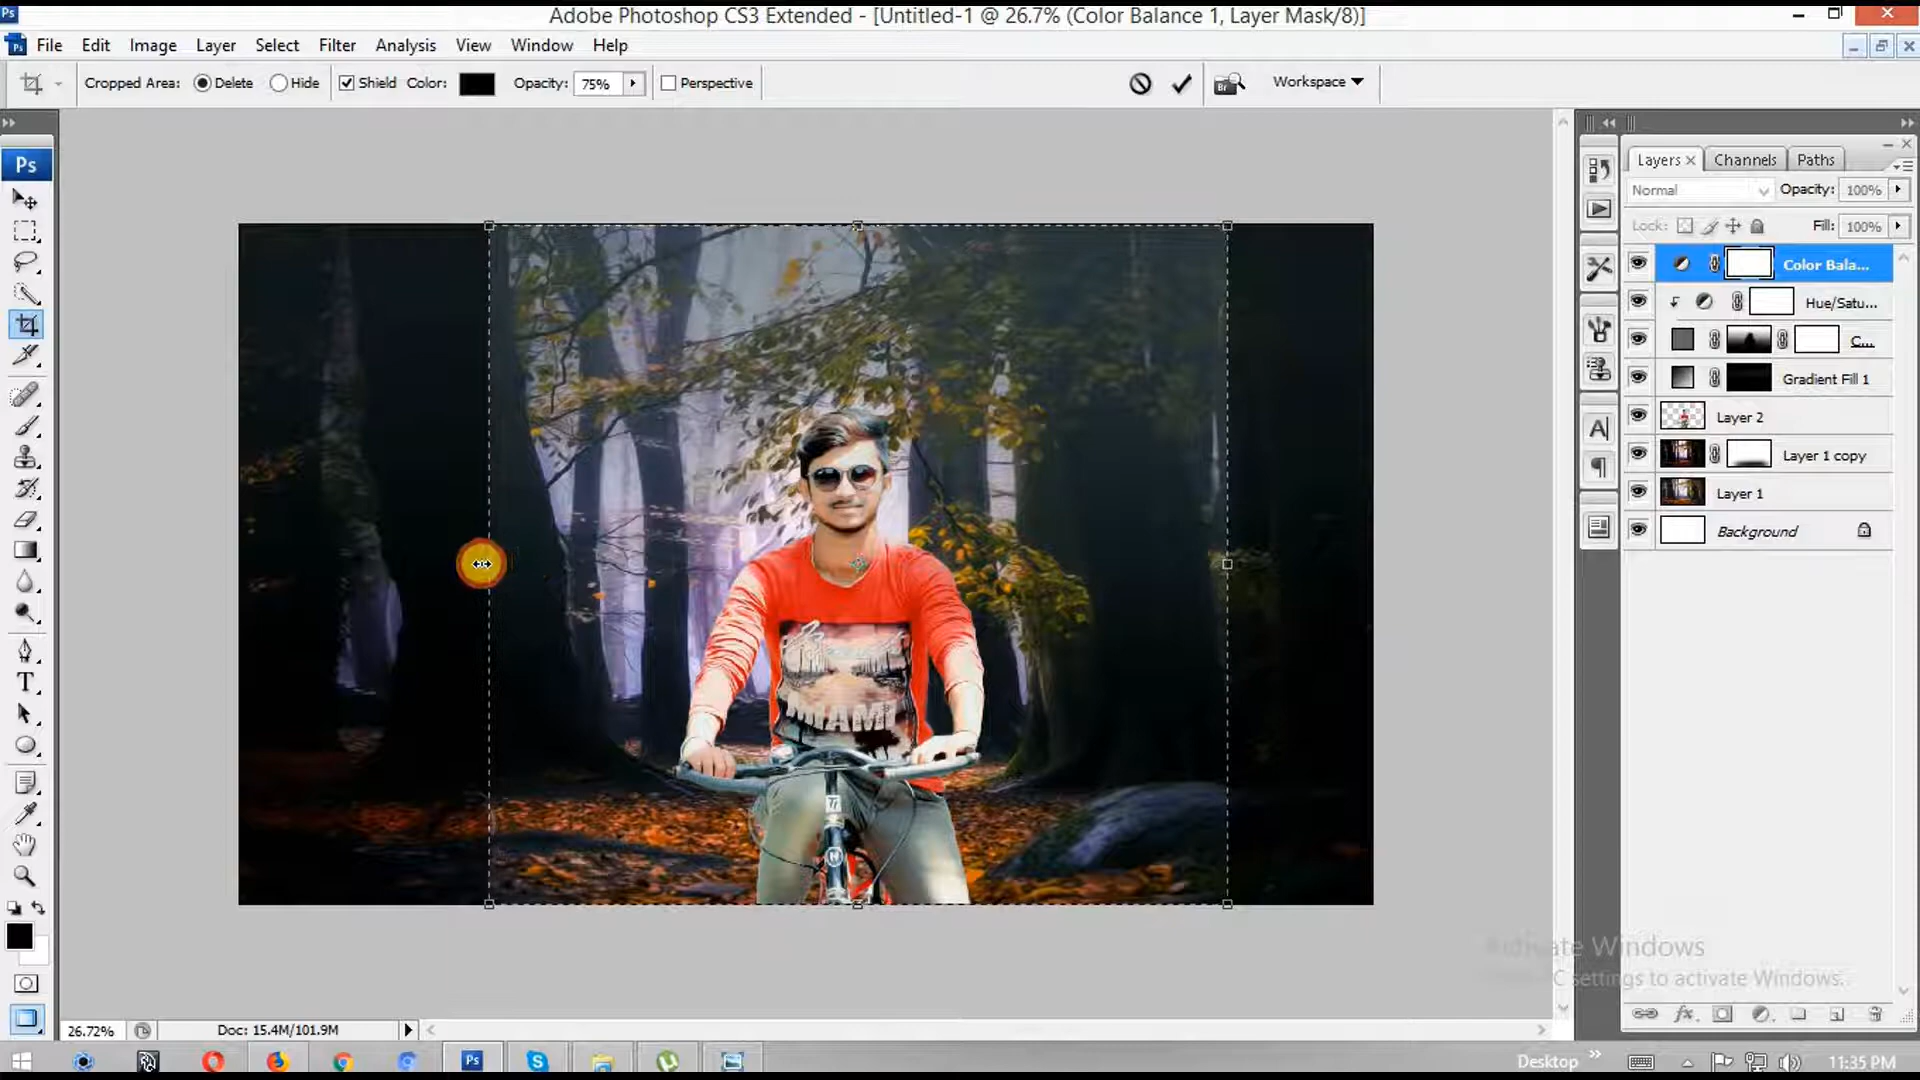 Ps Adobe Photoshop CS3 Extended - [Untitled-1 @ 26.7% (Color Balance 1, Layer Mask/8)]
File Edit Image Layer Select Filter Analysis View Window Help
Cropped Area: Delete Hide Shield Color: Opacity: 75% Perspective Workspace
Ps
Layers Channels Paths
Normal Opacity: 100%
Lock: Fill: 100%
Color Bala...
Hue/Satu...
C...
Gradient Fill 1
Layer 2
Layer 1 copy
Layer 1
Background
Activate Windows
C settings to activate Windows.
26.72% Doc: 15.4M/101.9M
Desktop 11:35 PM